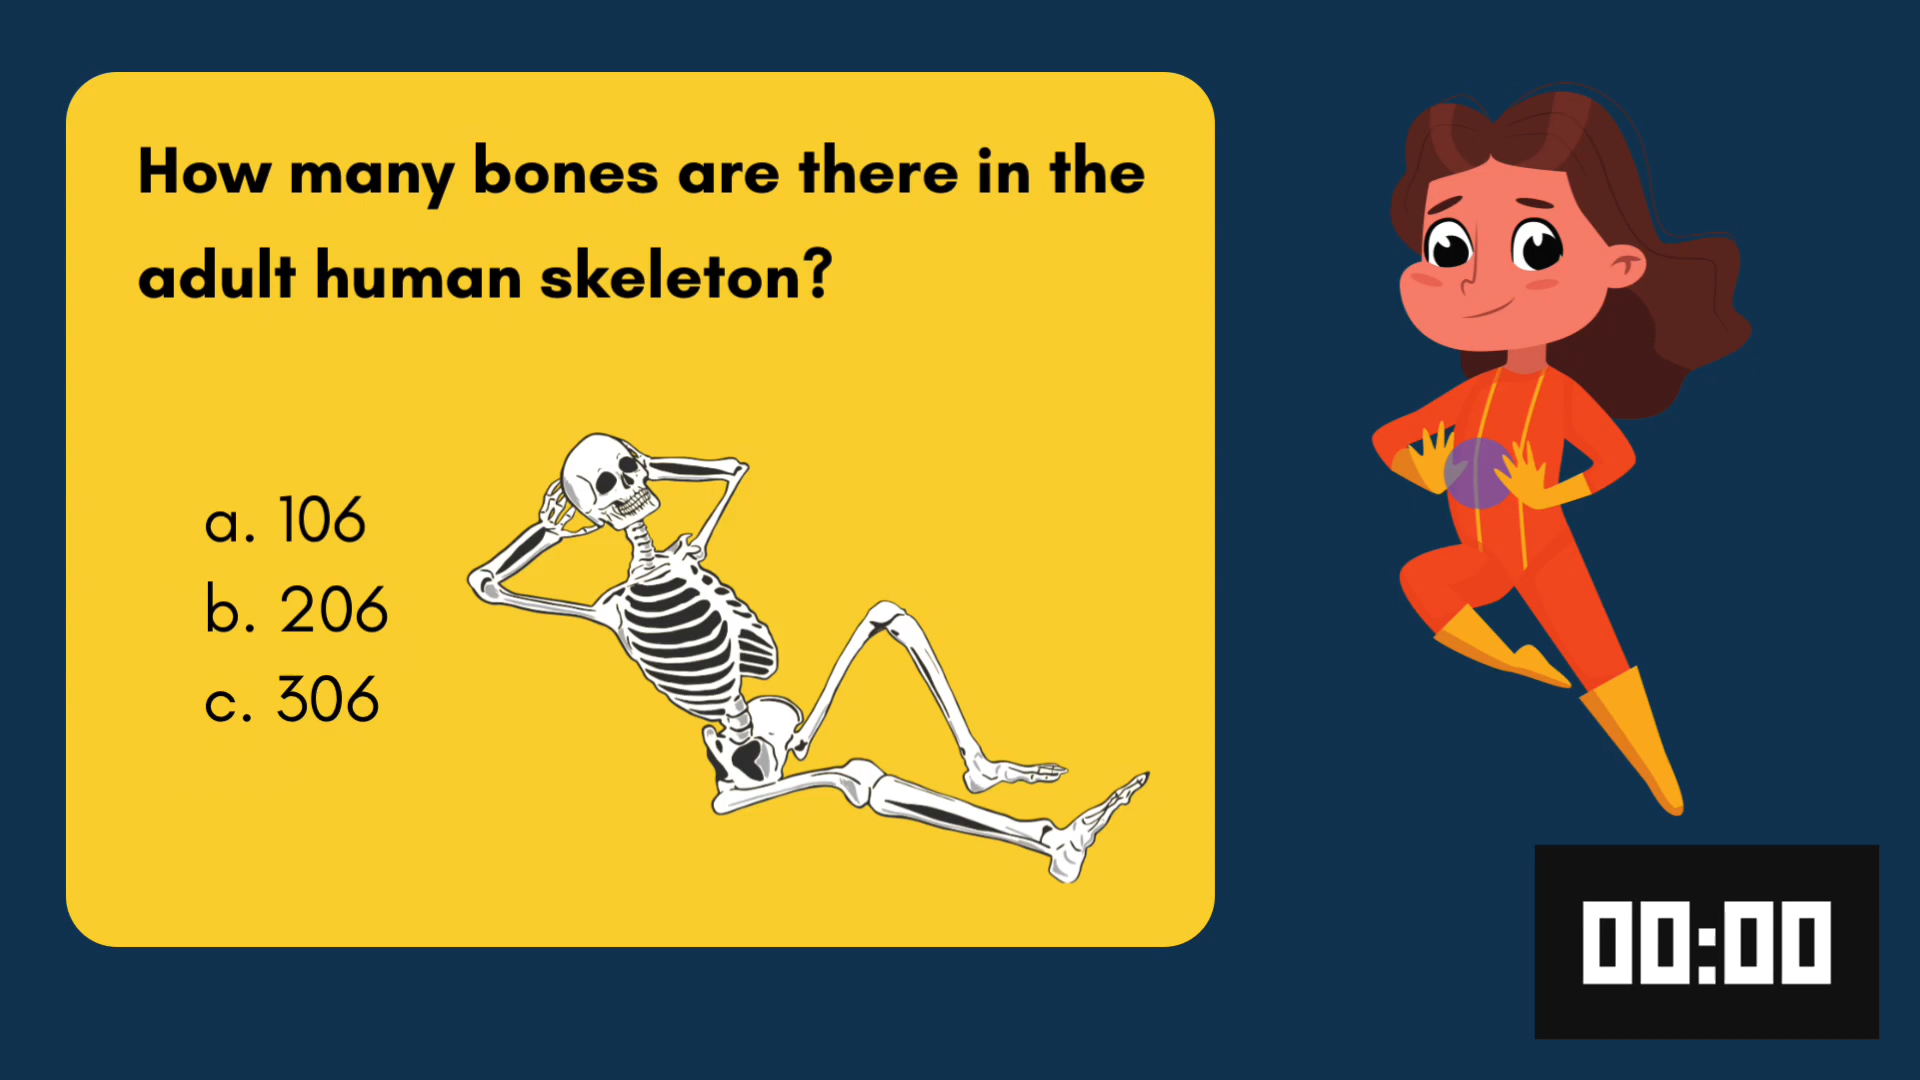 How many bones are there in the
adult human skeleton?
a. 106
b. 206
c. 306
00:00